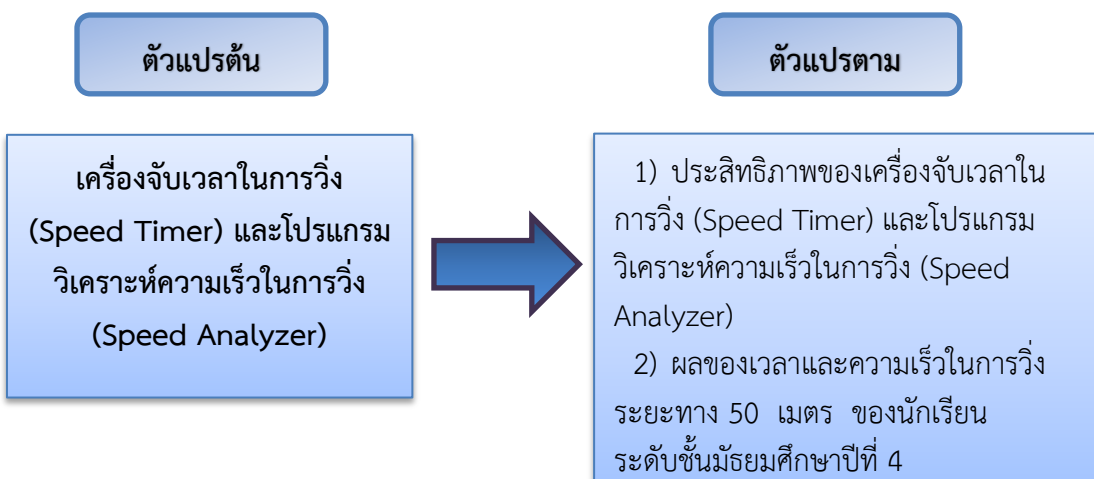 ตัวแปรต้น
ตัวแปรตาม
เครื่องจับเวลาในการวิ่ง
(Speed Timer) และโปรแกรม
วิเคราะห์ความเร็วในการวิ่ง
(Speed Analyzer)
1) ประสิทธิภาพของเครื่องจับเวลาใน
การวิ่ง (Speed Timer) และโปรแกรม
วิเคราะห์ความเร็วในการวิ่ง (Speed
Analyzer)
2) ผลของเวลาและความเร็วในการวิ่ง
ระยะทาง 50 เมตร ของนักเรียน
ระดับชั้นมัธยมศึกษาปีที่ 4